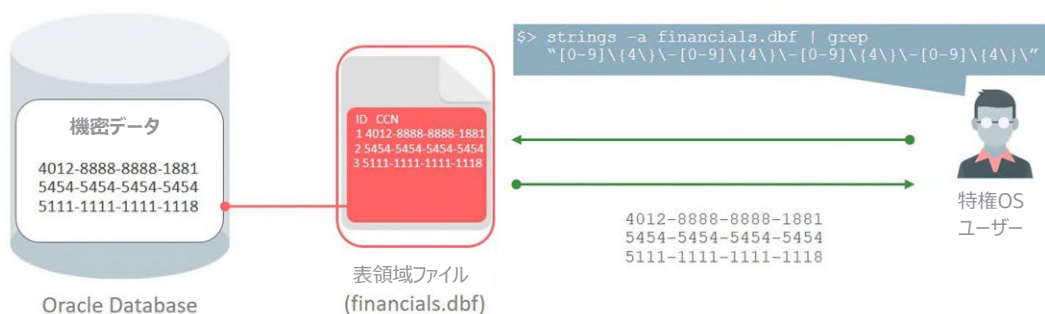 機密データ
4012-8888-8888-1881
5454-5454-5454-5454
5111-1111-1111-1118
Oracle Database
ID CCN
1 4012-8888-8888-1881
2 5454-5454-5454-5454
3 5111-1111-1111-1118
表領域ファイル
(financials.dbf)
$> strings –a financials.dbf | grep
“[0-9]\{4\}\-[0-9]\{4\}\-[0-9]\{4\}\-[0-9]\{4\}\”
4012-8888-8888-1881
5454-5454-5454-5454
5111-1111-1111-1118
特権OS
ユーザー